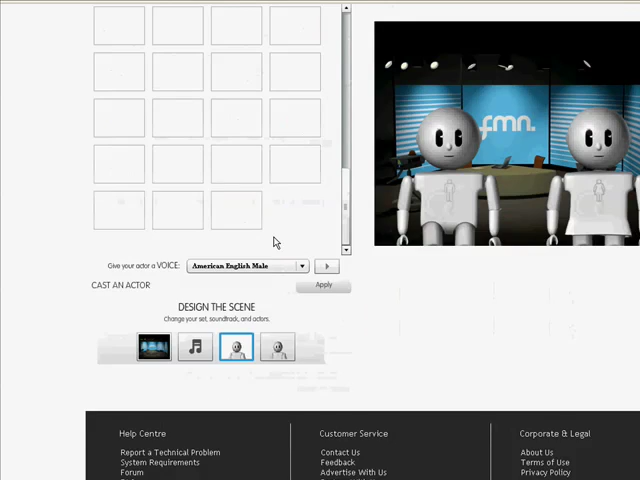 fmn.
Give your actor a VOICE:
American English Male
CAST AN ACTOR
Apply
DESIGN THE SCENE
Change your set, soundtrack, and actors.
Help Centre
Report a Technical Problem
System Requirements
Forum
Customer Service
Contact Us
Feedback
Advertise With Us
Corporate & Legal
About Us
Terms of Use
Privacy Policy